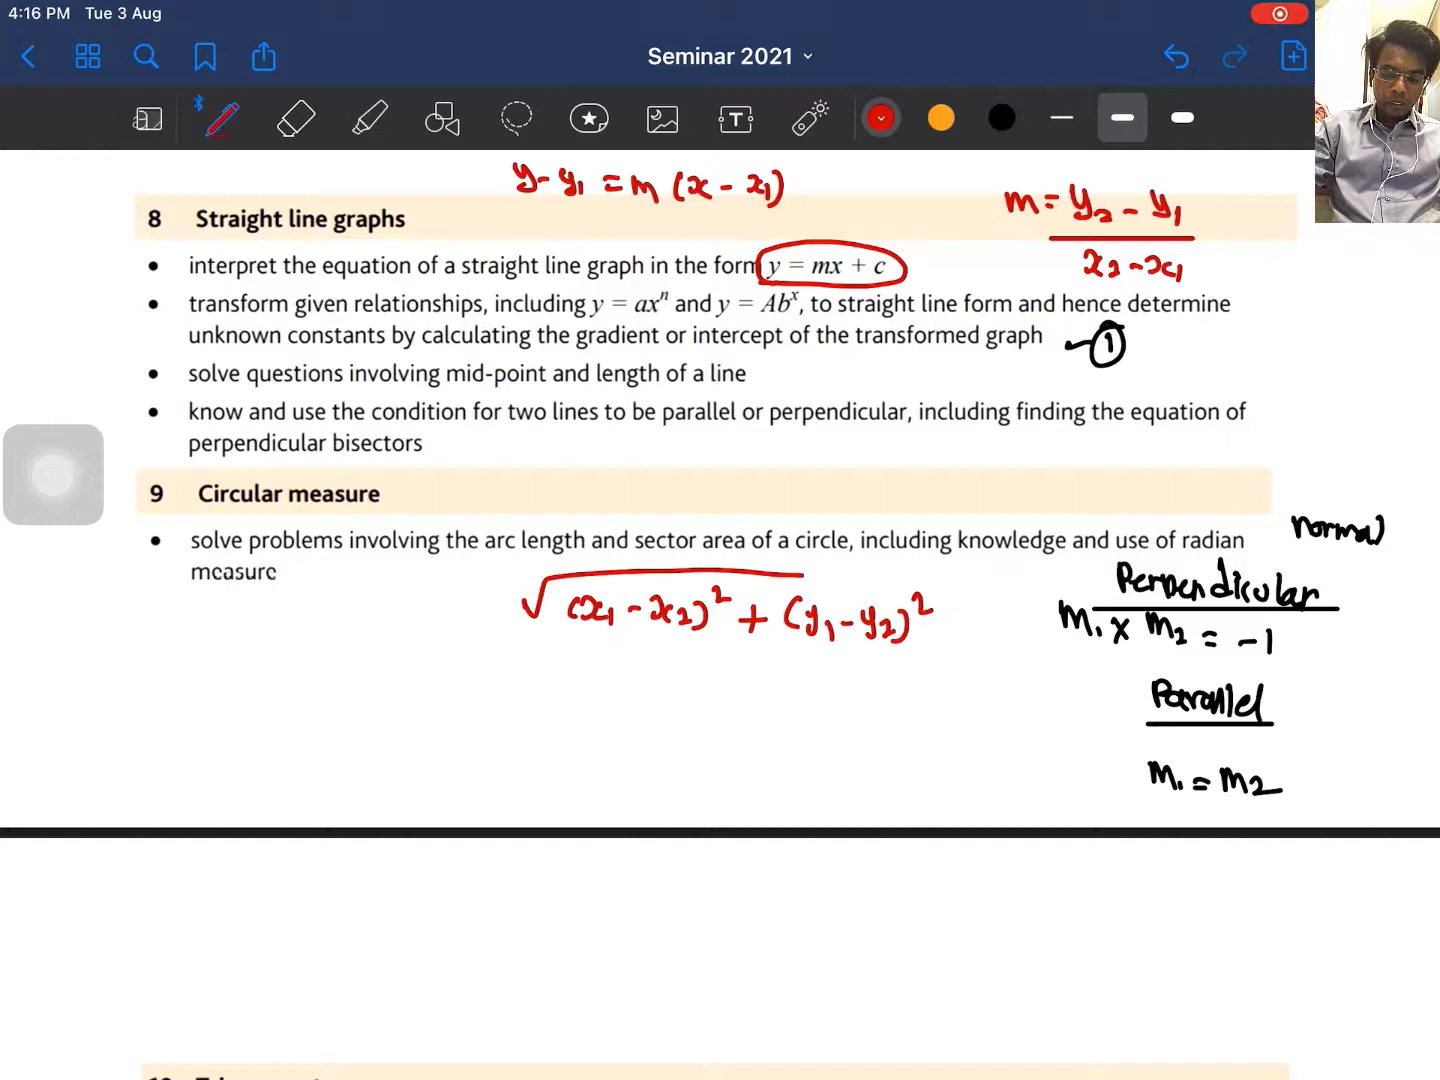 4:16 PM Tue 3 Aug
Seminar 2021
T
y - y₁ = m (x - x₁)
m = y₂ - y₁
x₂ - x₁
8 Straight line graphs
• interpret the equation of a straight line graph in the form y = mx + c
• transform given relationships, including y = axⁿ and y = Abˣ, to straight line form and hence determine
unknown constants by calculating the gradient or intercept of the transformed graph
①
• solve questions involving mid-point and length of a line
• know and use the condition for two lines to be parallel or perpendicular, including finding the equation of
perpendicular bisectors
9 Circular measure
• solve problems involving the arc length and sector area of a circle, including knowledge and use of radian
measure
√(x₁ - x₂)² + (y₁ - y₂)²
normal
Perpendicular
m₁ x m₂ = -1
Parallel
m₁ = m₂